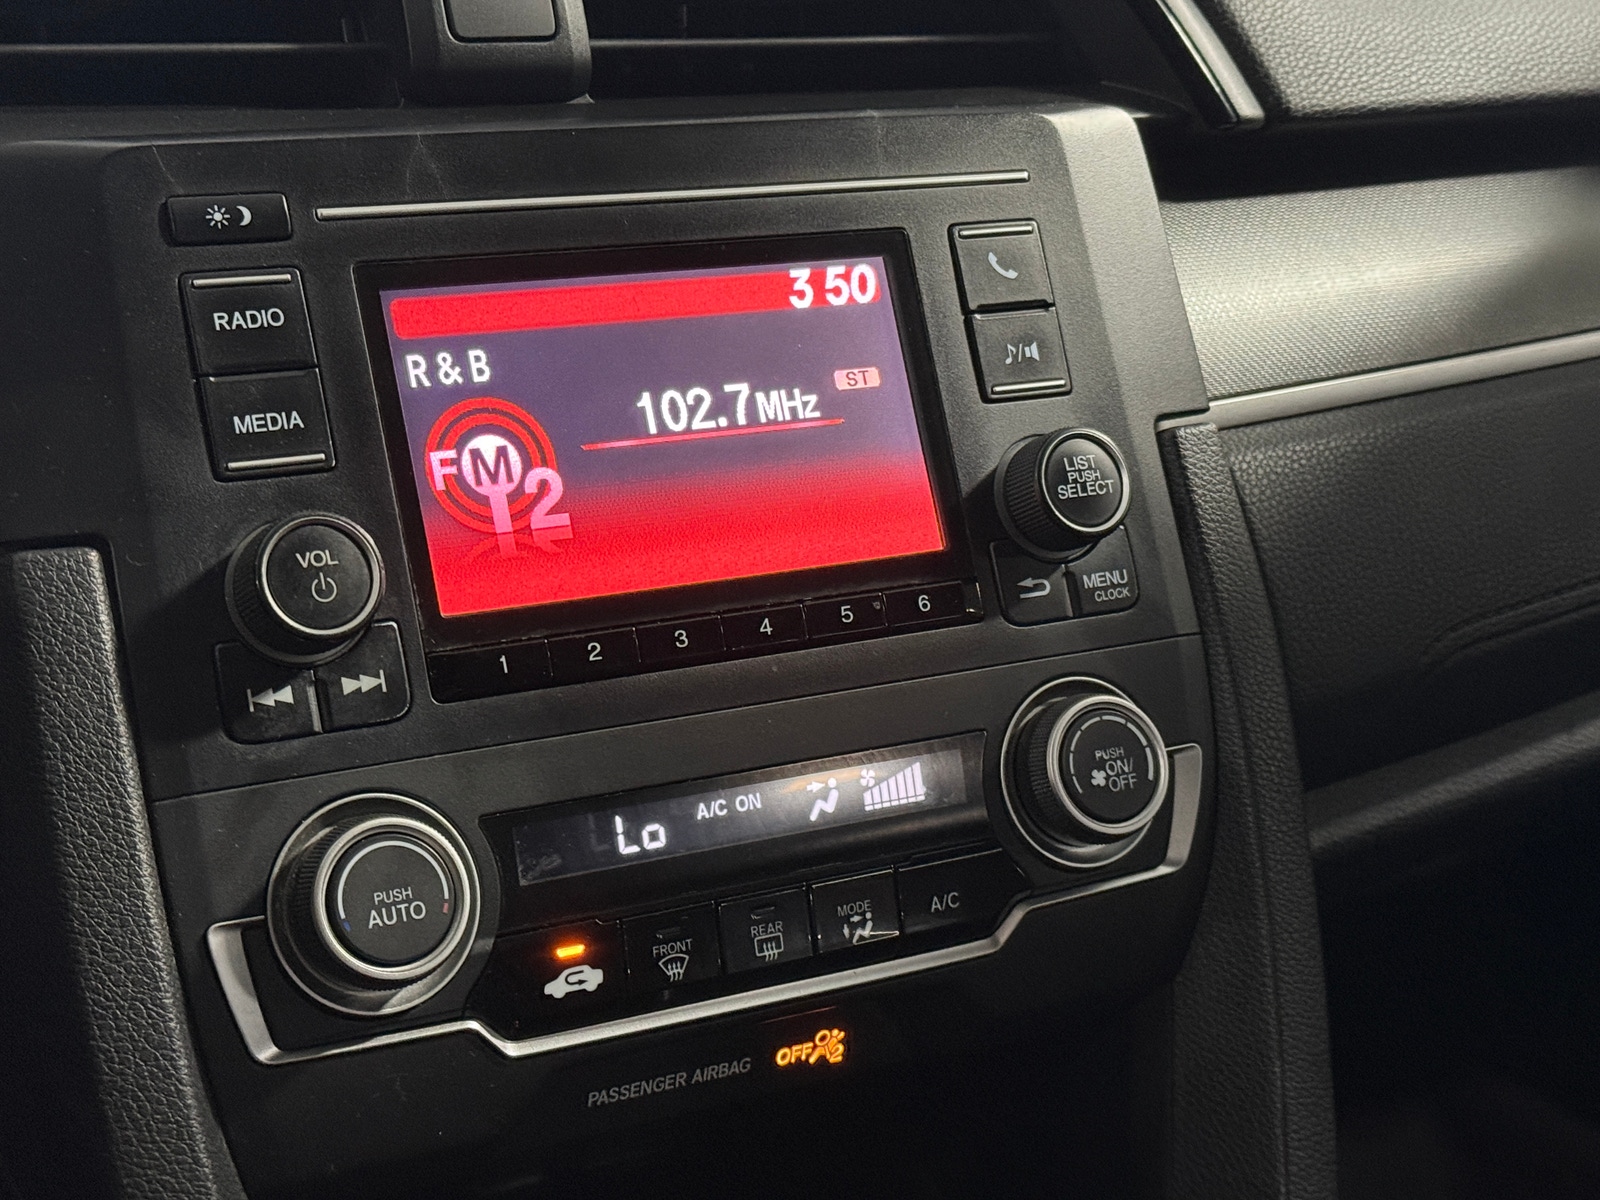 3 50
RADIO
R & B
ST
102.7MHz
MEDIA
FM
2
LIST
PUSH
SELECT
VOL
MENU
CLOCK
1 2 3 4 5 6
PUSH
ON/
OFF
Lo
A/C ON
PUSH
AUTO
FRONT
REAR
MODE
A/C
PASSENGER AIRBAG
OFF
2